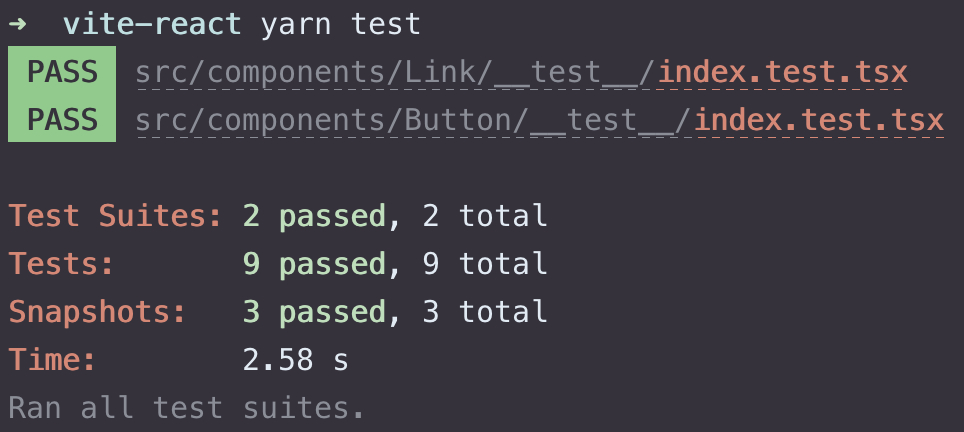 ➜  vite-react yarn test
PASS src/components/Link/__test__/index.test.tsx
PASS src/components/Button/__test__/index.test.tsx
Test Suites: 2 passed, 2 total
Tests:       9 passed, 9 total
Snapshots:   3 passed, 3 total
Time:        2.58 s
Ran all test suites.